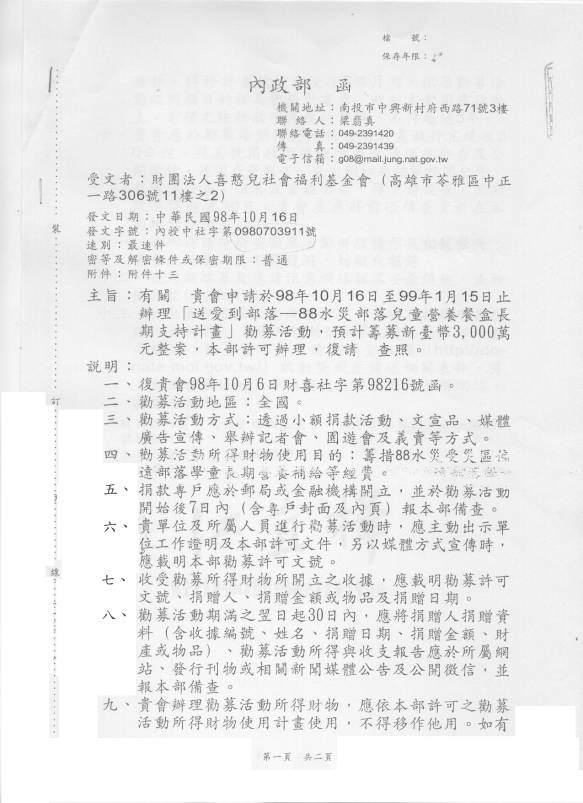 檔　　號：
保存年限：
內政部　函
機關地址：南投市中興新村府西路71號3樓
聯 絡 人：梁翡真
聯絡電話：049-2391420
傳　　真：049-2391439
電子信箱：g08@mail.jung.nat.gov.tw
受文者：財團法人喜憨兒社會福利基金會（高雄市苓雅區中正
一路306號11樓之2）
發文日期：中華民國98年10月16日
發文字號：內授中社字第0980703911號
速別：最速件
密等及解密條件或保密期限：普通
附件：附件十三
主旨：有關　貴會申請於98年10月16日至99年1月15日止
辦理「送愛到部落—88水災部落兒童營養餐盒長
期支持計畫」勸募活動，預計籌募新臺幣3,000萬
元整案，本部許可辦理，復請　查照。
說明：
一、復貴會98年10月6日財喜社字第98216號函。
二、勸募活動地區：全國。
三、勸募活動方式：透過小額捐款活動、文宣品、媒體
廣告宣傳、舉辦記者會、園遊會及義賣等方式。
四、勸募活動所得財物使用目的：籌措88水災受災區偏
遠部落學童長期營養補給等經費。
五、捐款專戶應於郵局或金融機構開立，並於勸募活動
開始後7日內（含專戶封面及內頁）報本部備查。
六、貴單位及所屬人員進行勸募活動時，應主動出示單
位工作證明及本部許可文件，另以媒體方式宣傳時，
應載明本部勸募許可文號。
七、收受勸募所得財物所開立之收據，應載明勸募許可
文號、捐贈人、捐贈金額或物品及捐贈日期。
八、勸募活動期滿之翌日起30日內，應將捐贈人捐贈資
料（含收據編號、姓名、捐贈日期、捐贈金額、財
產或物品）、勸募活動所得與收支報告應於所屬網
站、發行刊物或相關新聞媒體公告及公開徵信，並
報本部備查。
九、貴會辦理勸募活動所得財物，應依本部許可之勸募
活動所得財物使用計畫使用，不得移作他用。如有
裝
訂
線
第一頁　共二頁